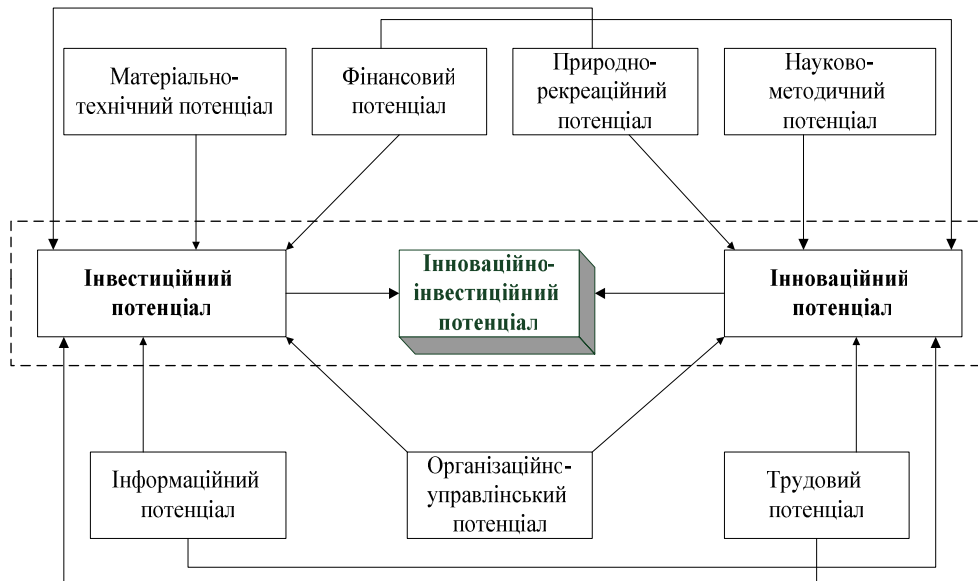 Матеріально-
технічний потенціал
Фінансовий
потенціал
Природно-
рекреаційний
потенціал
Науково-
методичний
потенціал
Інвестиційний
потенціал
Інноваційно-
інвестиційний
потенціал
Інноваційний
потенціал
Інформаційний
потенціал
Організаційно-
управлінський
потенціал
Трудовий
потенціал